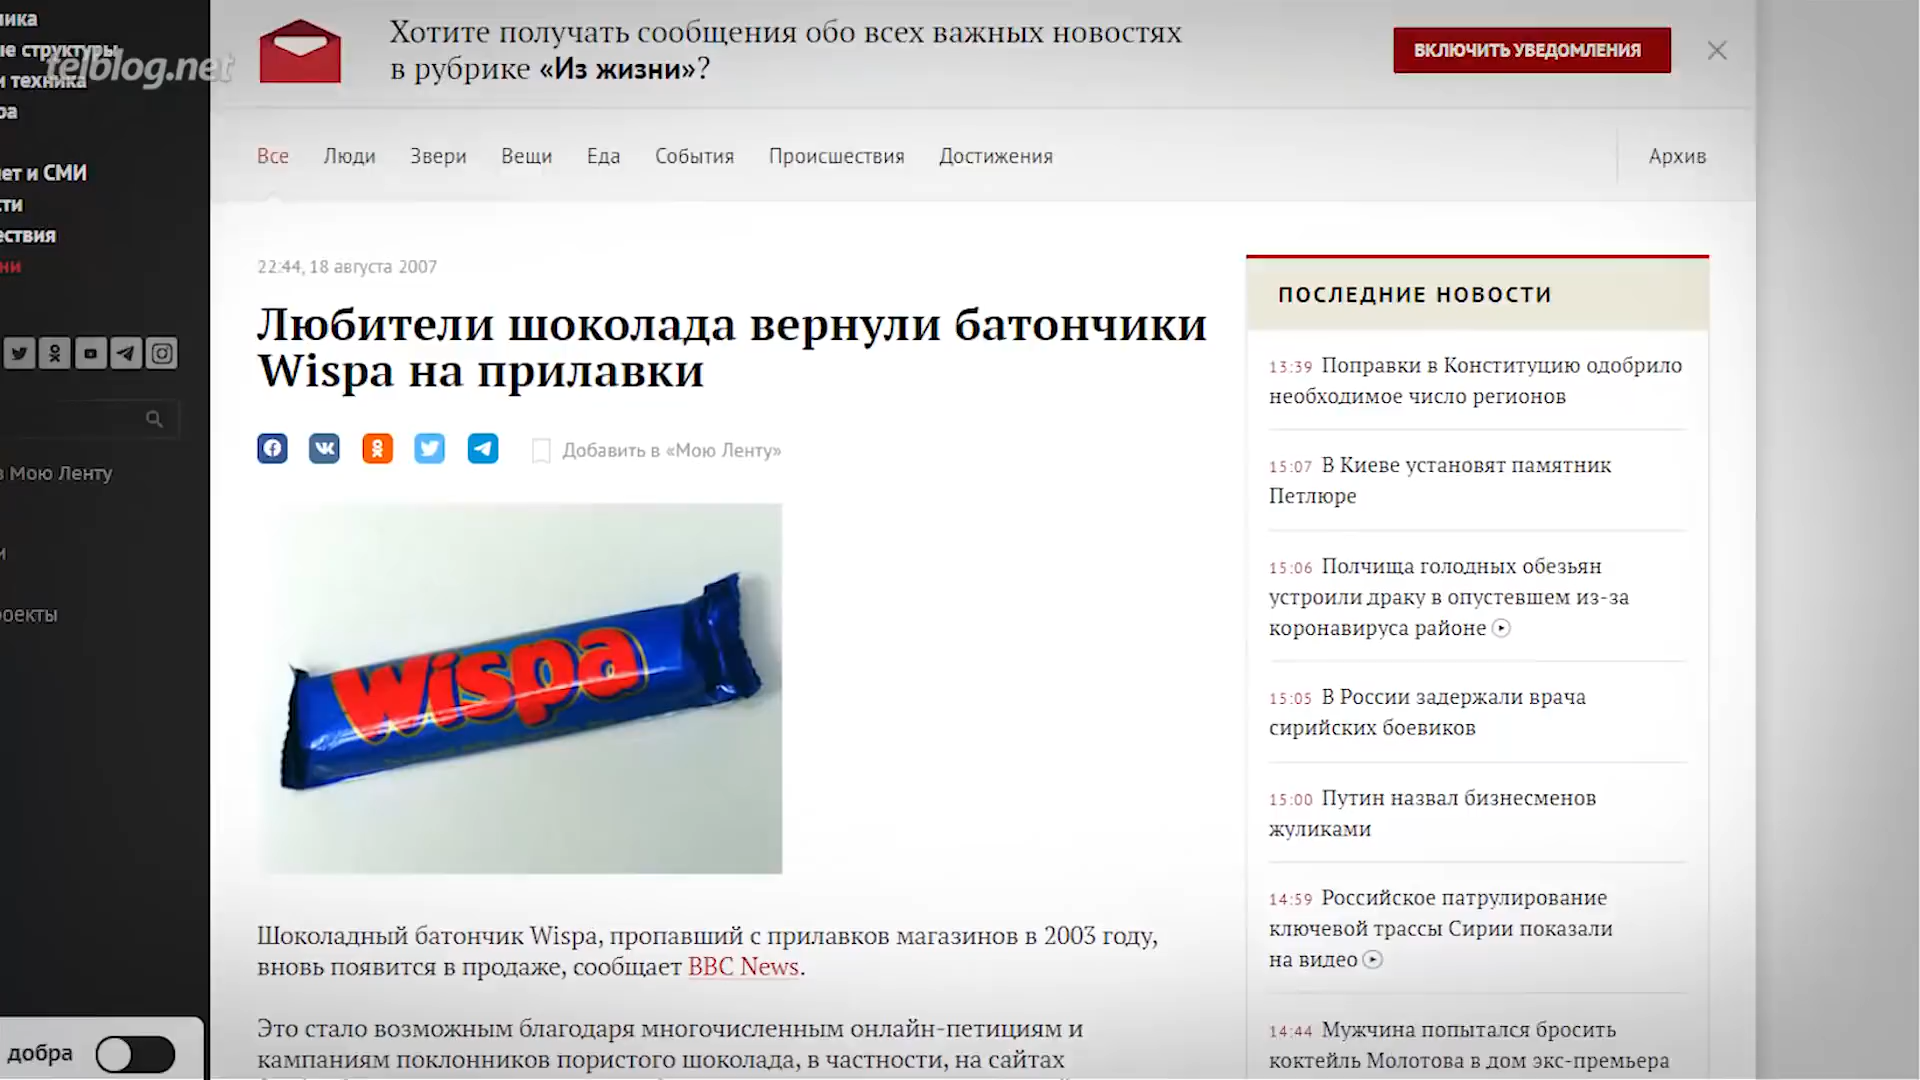 ника
ые структуры
telblog.net
и техника
ра
нет и СМИ
сти
ествия
ни
в Мою Ленту
и
роекты
добра
Хотите получать сообщения обо всех важных новостях
в рубрике «Из жизни»?
ВКЛЮЧИТЬ УВЕДОМЛЕНИЯ
Все Люди Звери Вещи Еда События Происшествия Достижения Архив
22:44, 18 августа 2007
Любители шоколада вернули батончики
Wispa на прилавки
Добавить в «Мою Ленту»
Wispa
Шоколадный батончик Wispa, пропавший с прилавков магазинов в 2003 году,
вновь появится в продаже, сообщает BBC News.
Это стало возможным благодаря многочисленным онлайн-петициям и
кампаниям поклонников пористого шоколада, в частности, на сайтах
ПОСЛЕДНИЕ НОВОСТИ
13:39 Поправки в Конституцию одобрило
необходимое число регионов
15:07 В Киеве установят памятник
Петлюре
15:06 Полчища голодных обезьян
устроили драку в опустевшем из-за
коронавируса районе
15:05 В России задержали врача
сирийских боевиков
15:00 Путин назвал бизнесменов
жуликами
14:59 Российское патрулирование
ключевой трассы Сирии показали
на видео
14:44 Мужчина попытался бросить
коктейль Молотова в дом экс-премьера